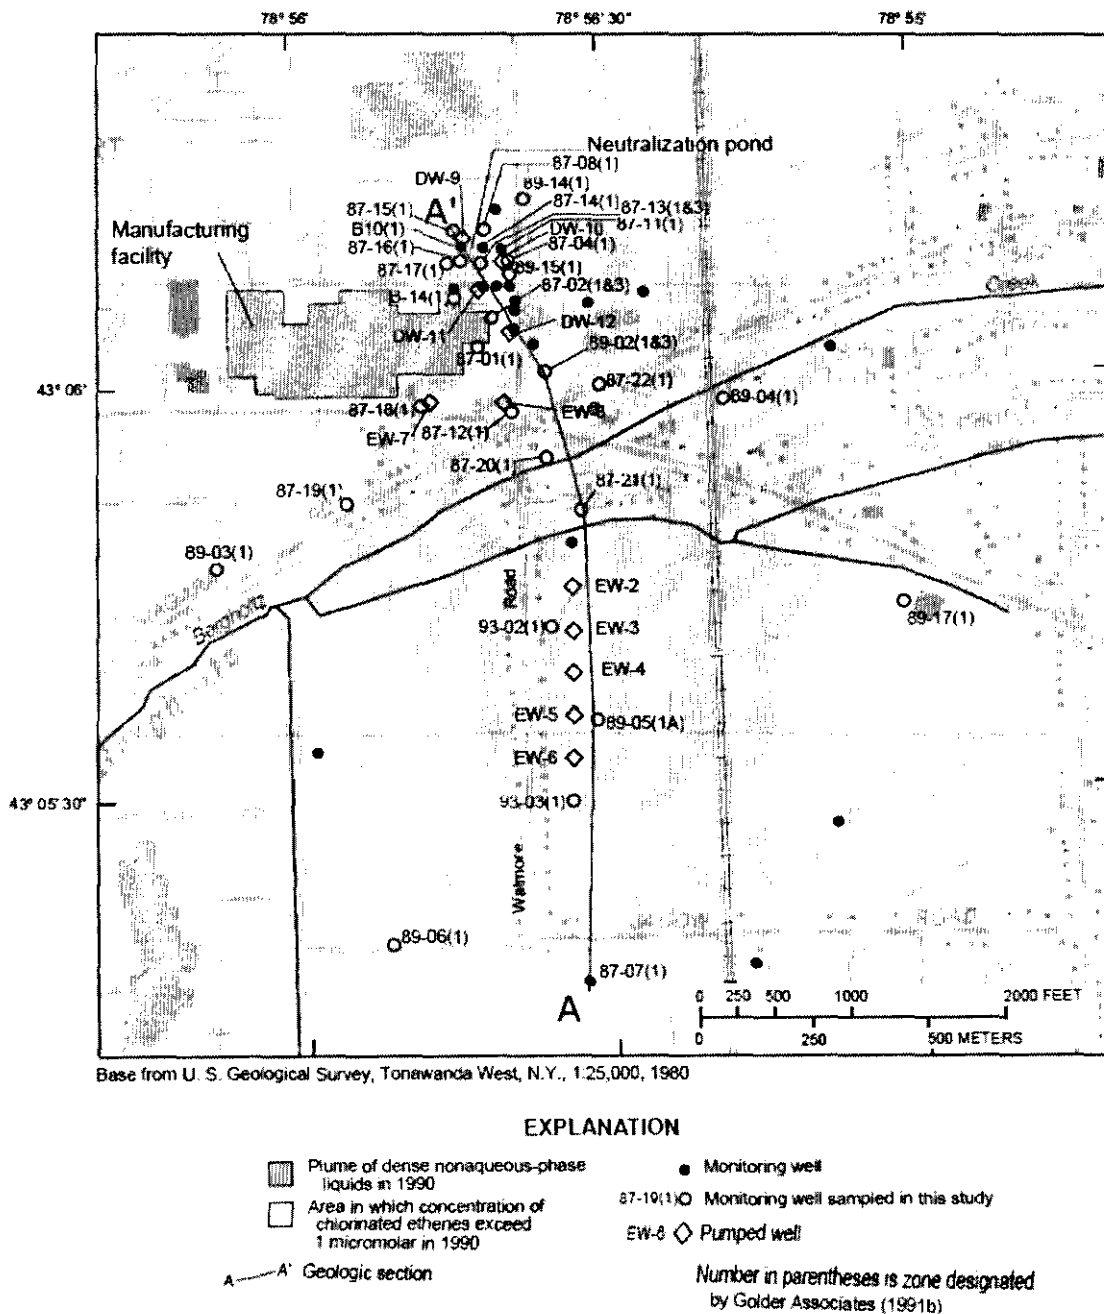 78° 56'
78° 56' 30"
78° 55'
Neutralization pond
87-08(1)
DW-9
89-14(1)
87-14(1)
87-15(1)
A'
87-13(1&3)
B10(1)
87-11(1)
DW-10
87-16(1)
87-04(1)
Manufacturing
facility
87-17(1)
89-15(1)
87-02(1&3)
Creek
B-14(1)
DW-11
DW-12
87-01(1)
89-02(1&3)
43° 06'
87-22(1)
89-04(1)
87-18(1)
EW-7
87-12(1)
87-20(1)
87-19(1)
87-21(1)
89-03(1)
Bergholtz
Road
EW-2
93-02(1)
EW-3
89-17(1)
EW-4
EW-5
89-05(1A)
EW-6
43° 05' 30"
93-03(1)
Walmore
89-06(1)
87-07(1)
A
0 250 500 1000 2000 FEET
0 250 500 METERS
Base from U. S. Geological Survey, Tonawanda West, N.Y., 1:25,000, 1980
EXPLANATION
Plume of dense nonaqueous-phase
liquids in 1990
Area in which concentration of
chlorinated ethenes exceed
1 micromolar in 1990
A A' Geologic section
Monitoring well
87-19(1) Monitoring well sampled in this study
EW-6 Pumped well
Number in parentheses is zone designated
by Golder Associates (1991b)